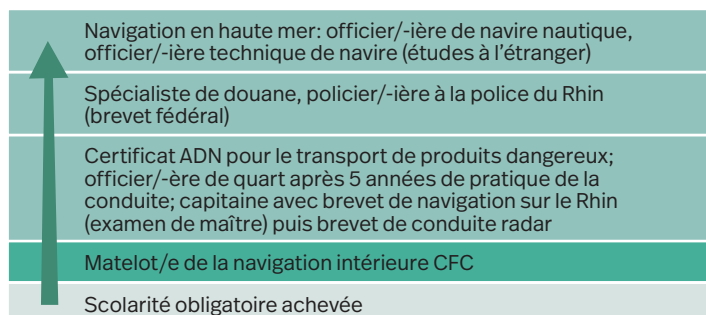 Navigation en haute mer: officier/-ière de navire nautique,
officier/-ière technique de navire (études à l'étranger)
Spécialiste de douane, policier/-ière à la police du Rhin
(brevet fédéral)
Certificat ADN pour le transport de produits dangereux;
officier/-ère de quart après 5 années de pratique de la
conduite; capitaine avec brevet de navigation sur le Rhin
(examen de maître) puis brevet de conduite radar
Matelot/e de la navigation intérieure CFC
Scolarité obligatoire achevée